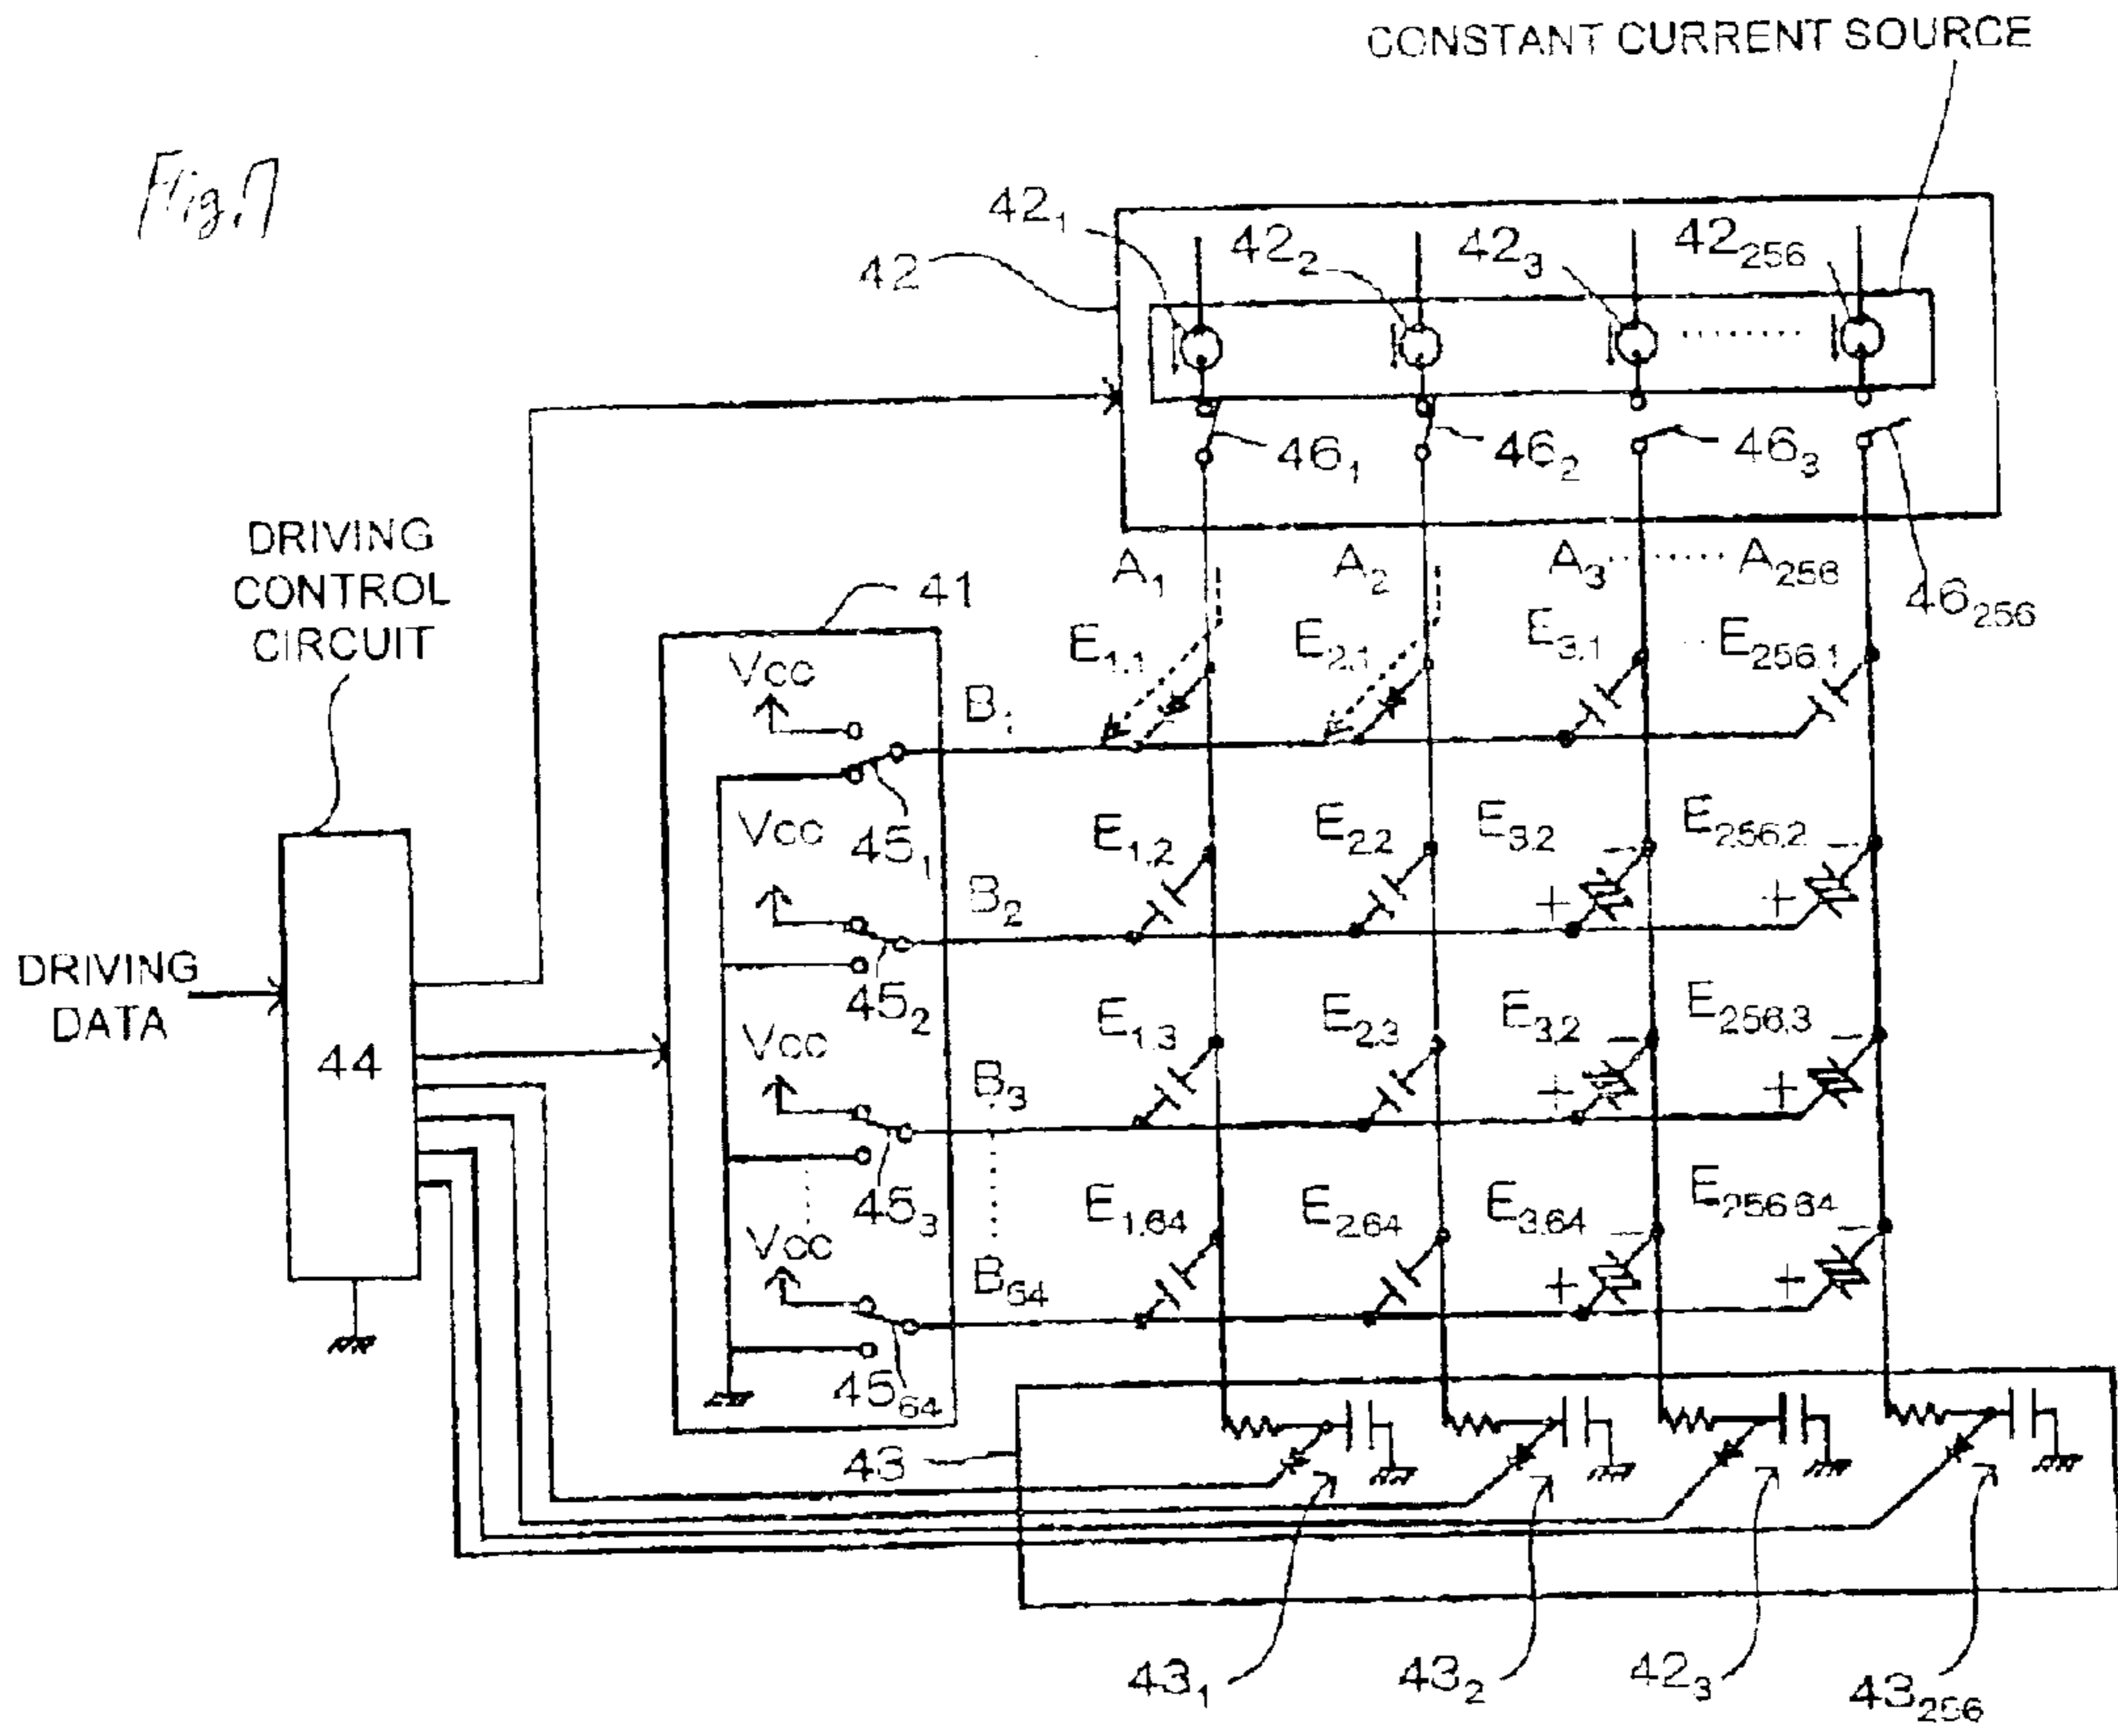 CONSTANT CURRENT SOURCE
Fig.7
42₁
42
42₂
42₃
42₂₅₆
46₁
46₂
46₃
46₂₅₆
DRIVING
CONTROL
CIRCUIT
41
A₁
A₂
A₃ ........ A₂₅₆
E₁.₁
E₂.₁
E₃.₁
E₂₅₆.₁
Vcc
B₁
45₁
Vcc
E₁.₂
E₂.₂
E₃.₂
E₂₅₆.₂
B₂
+
-
+
-
45₂
DRIVING
DATA
44
Vcc
E₁.₃
E₂.₃
E₃.₂
E₂₅₆.₃
B₃
+
-
+
-
45₃
Vcc
E₁.₆₄
E₂.₆₄
E₃.₆₄
E₂₅₆.₆₄
B₆₄
+
-
+
-
45₆₄
43
43₁
43₂
42₃
43₂₅₆